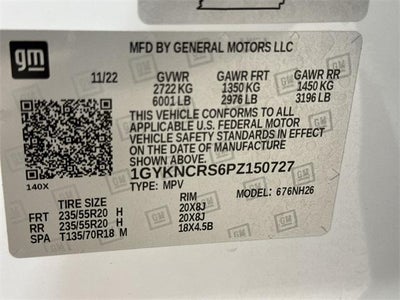 gm
MFD BY GENERAL MOTORS LLC
11/22 GVWR GAWR FRT GAWR RR
2722 KG 1350 KG 1450 KG
6001 LB 2976 LB 3196 LB
THIS VEHICLE CONFORMS TO ALL
APPLICABLE U.S. FEDERAL MOTOR
VEHICLE SAFETY STANDARDS IN EFFECT
ON THE DATE OF MANUFACTURE
SHOWN ABOVE.
1GYKNCRS6PZ150727
140X TYPE: MPV MODEL: 676NH26
TIRE SIZE RIM
FRT 235/55R20 H 20X8J
RR 235/55R20 H 20X8J
SPA T135/70R18 M 18X4.5B